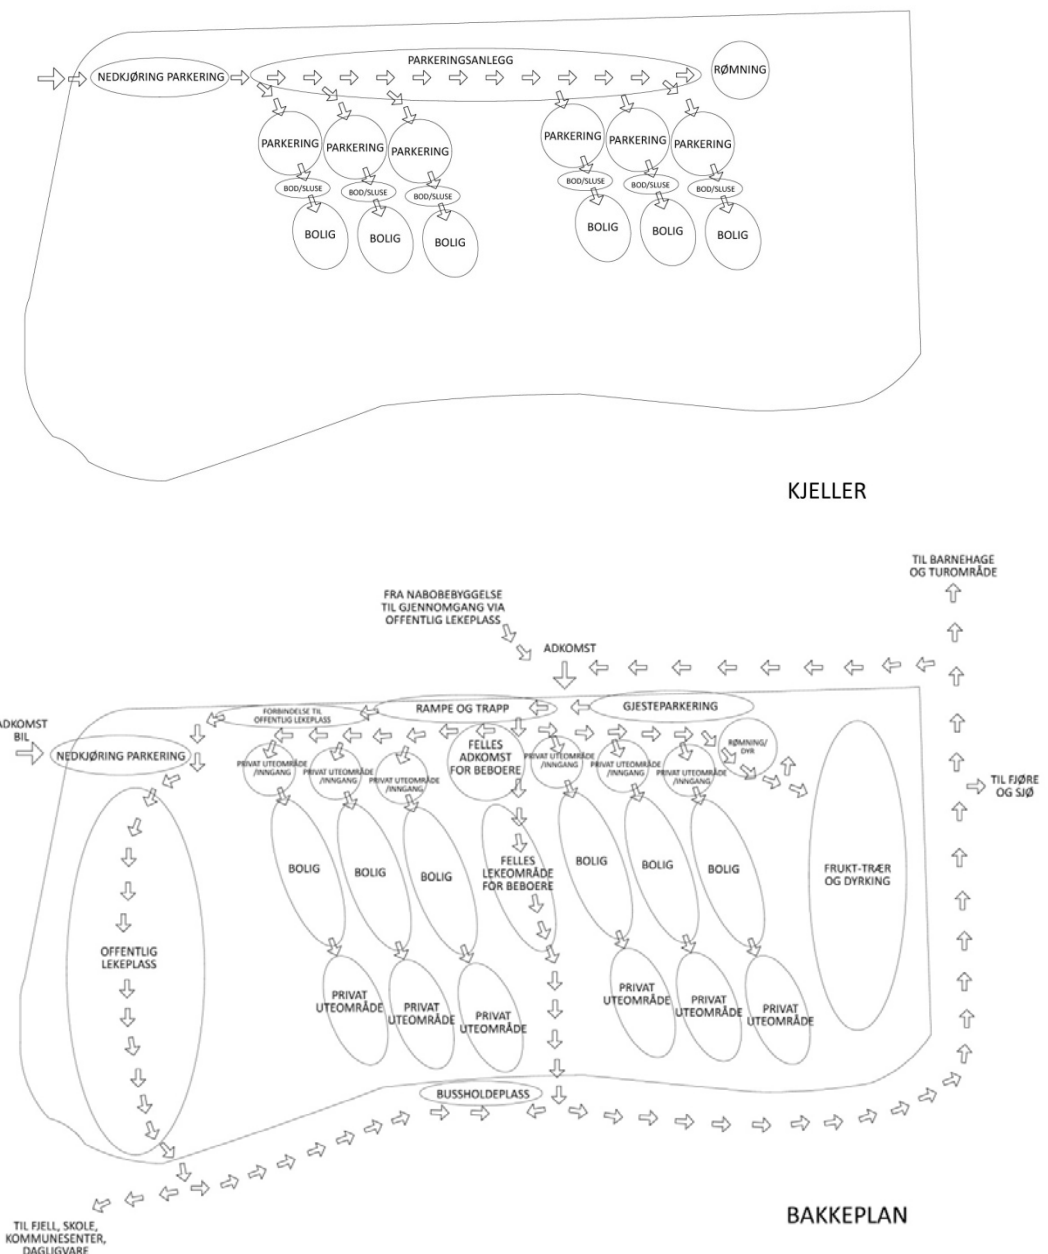 PARKERINGSANLEGG
NEDKJØRING PARKERING
RØMNING
PARKERING
PARKERING
PARKERING
PARKERING
PARKERING
PARKERING
BOD/SLUSE
BOD/SLUSE
BOD/SLUSE
BOD/SLUSE
BOD/SLUSE
BOD/SLUSE
BOLIG
BOLIG
BOLIG
BOLIG
BOLIG
BOLIG
KJELLER
TIL BARNEHAGE
OG TUROMRÅDE
FRA NABOBEBYGGELSE
TIL GJENNOMGANG VIA
OFFENTLIG LEKEPLASS
ADKOMST
FORBINDELSE TIL
OFFENTLIG LEKEPLASS
RAMPE OG TRAPP
GJESTEPARKERING
ADKOMST
BIL
NEDKJØRING PARKERING
PRIVAT UTEOMRÅDE
/INNGANG
PRIVAT UTEOMRÅDE
/INNGANG
PRIVAT UTEOMRÅDE
/INNGANG
FELLES
ADKOMST
FOR BEBOERE
PRIVAT UTEOMRÅDE
/INNGANG
PRIVAT UTEOMRÅDE
/INNGANG
PRIVAT UTEOMRÅDE
/INNGANG
RØMNING/
DYR
TIL FJØRE
OG SJØ
BOLIG
BOLIG
BOLIG
FELLES
LEKEOMRÅDE
FOR BEBOERE
BOLIG
BOLIG
BOLIG
FRUKT-TRÆR
OG DYRKING
OFFENTLIG
LEKEPLASS
PRIVAT
UTEOMRÅDE
PRIVAT
UTEOMRÅDE
PRIVAT
UTEOMRÅDE
PRIVAT
UTEOMRÅDE
PRIVAT
UTEOMRÅDE
PRIVAT
UTEOMRÅDE
BUSSHOLDEPLASS
TIL FJELL, SKOLE,
KOMMUNESENTER,
DAGLIGVARE
BAKKEPLAN